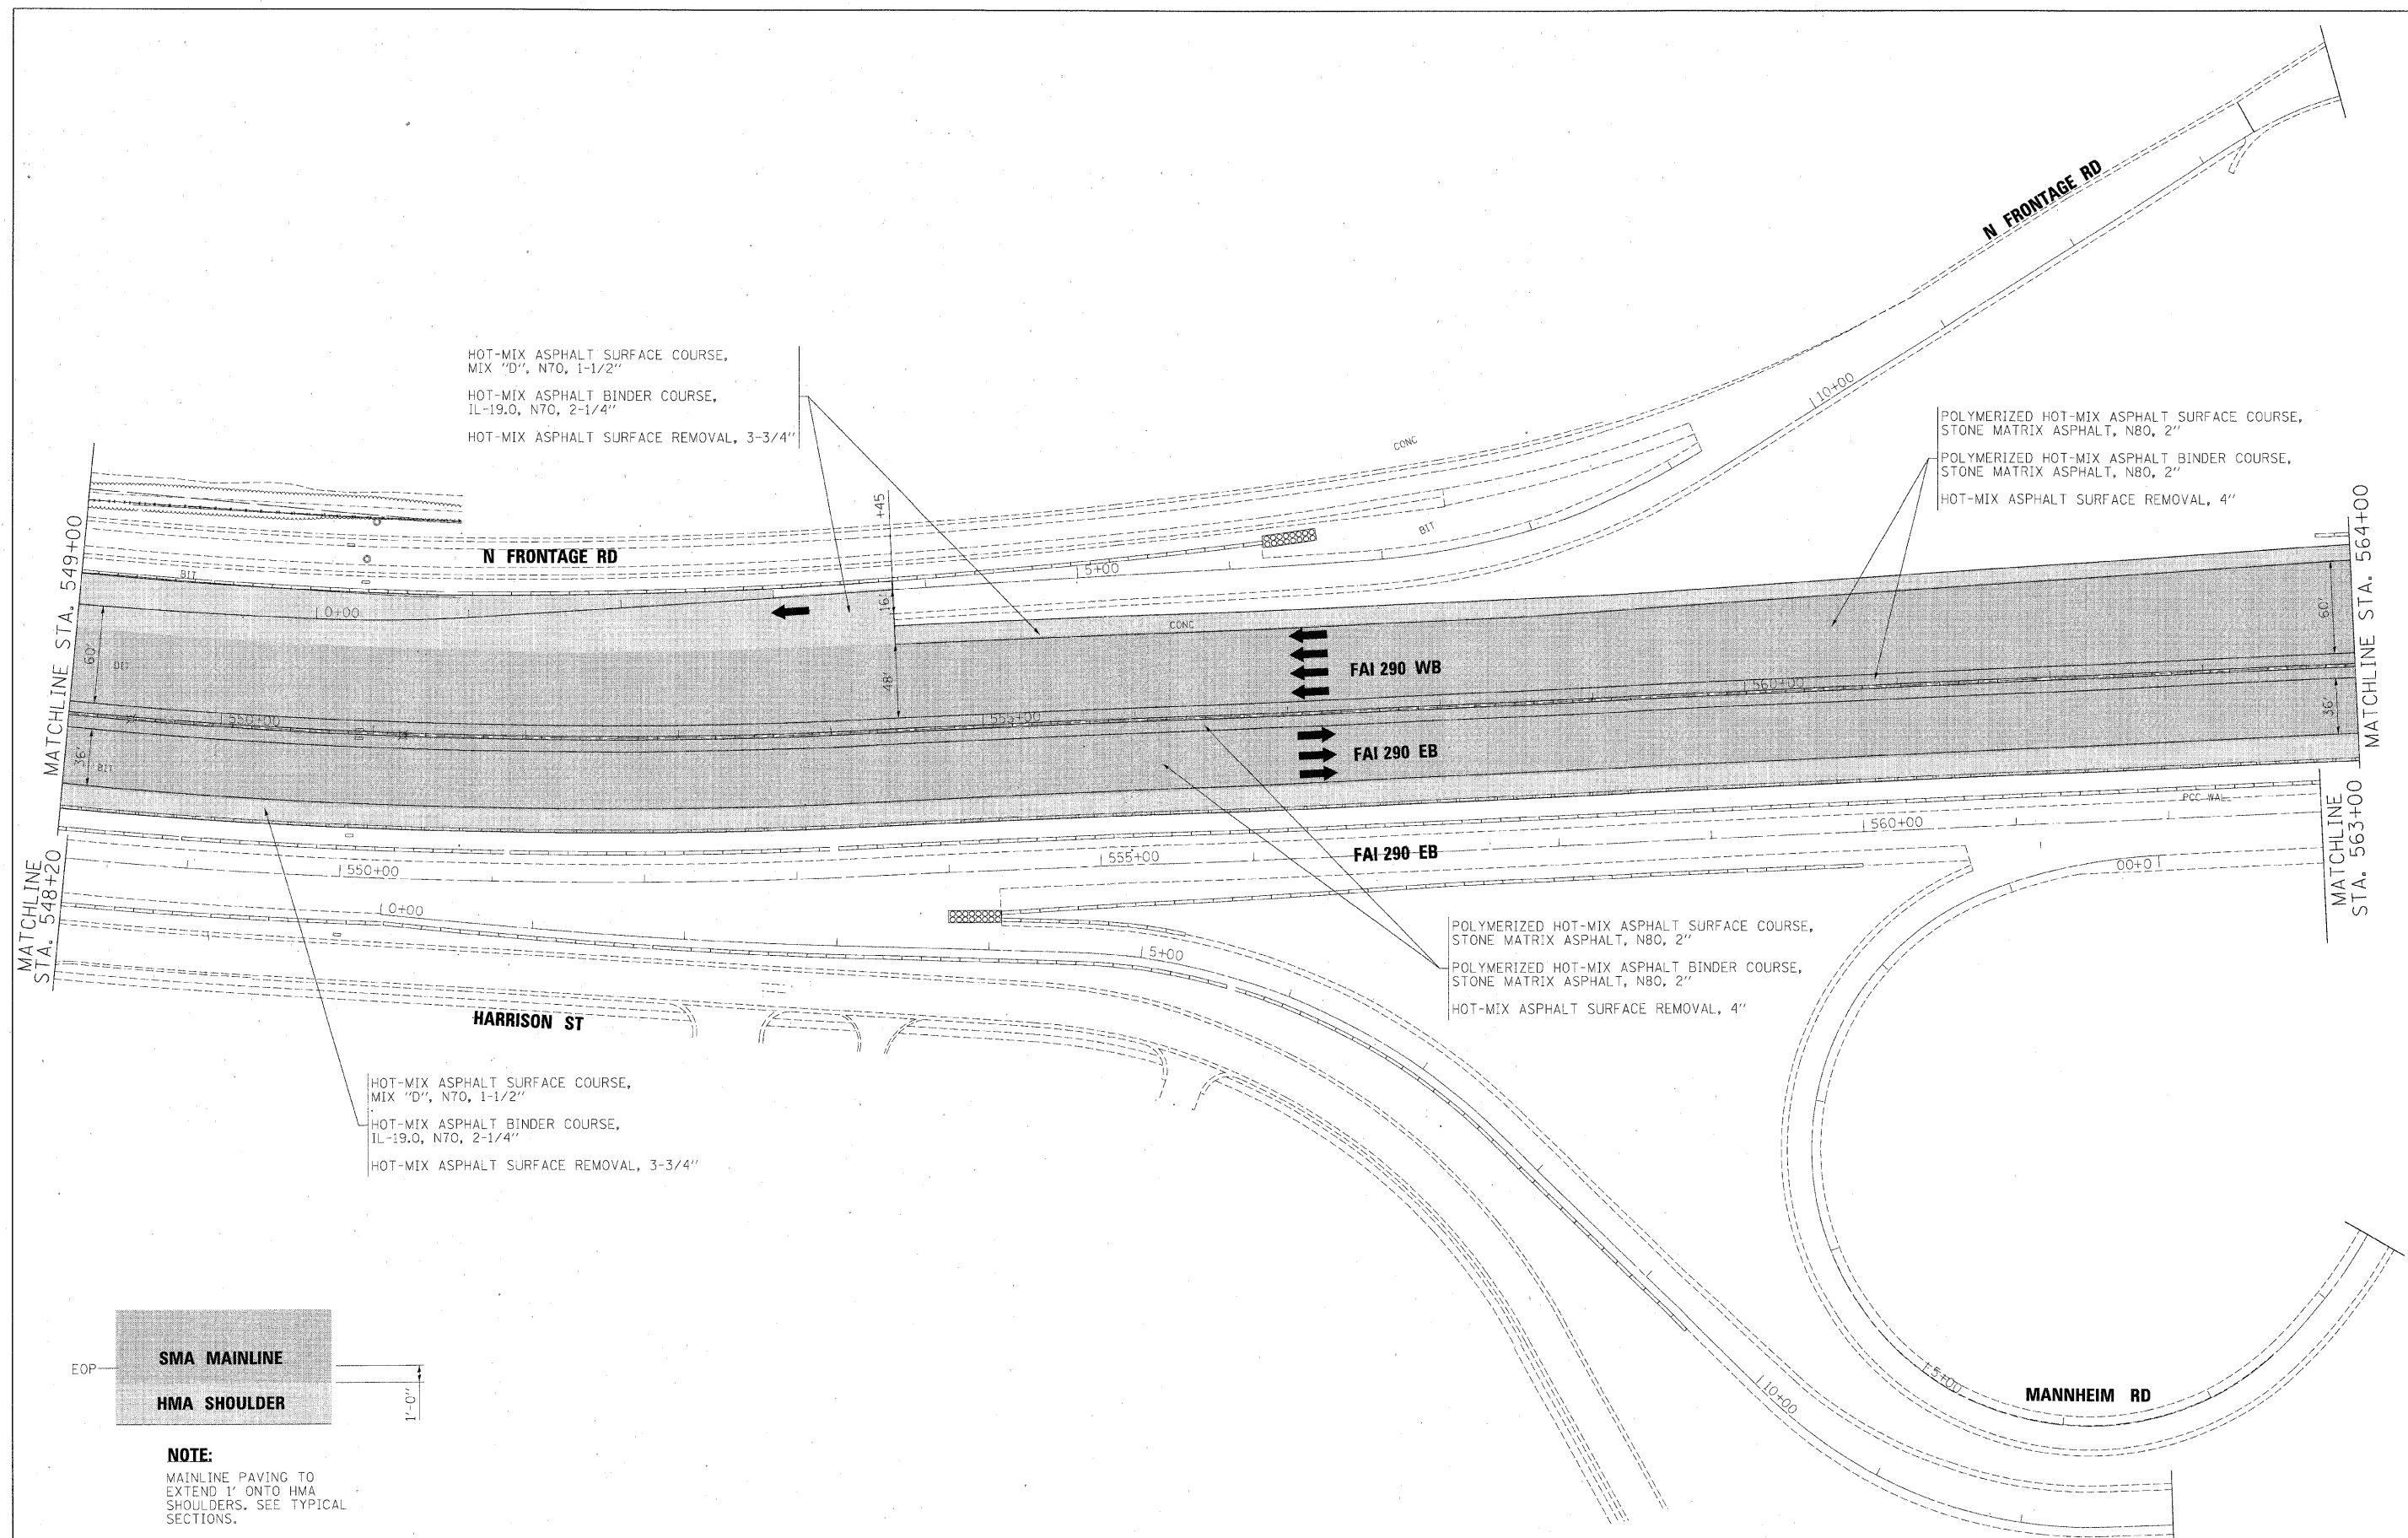 N FRONTAGE RD
HOT-MIX ASPHALT SURFACE COURSE,
MIX "D", N70, 1-1/2"
HOT-MIX ASPHALT BINDER COURSE,
IL-19.0, N70, 2-1/4"
HOT-MIX ASPHALT SURFACE REMOVAL, 3-3/4"
10+00
POLYMERIZED HOT-MIX ASPHALT SURFACE COURSE,
STONE MATRIX ASPHALT, N80, 2"
POLYMERIZED HOT-MIX ASPHALT BINDER COURSE,
STONE MATRIX ASPHALT, N80, 2"
HOT-MIX ASPHALT SURFACE REMOVAL, 4"
CONC
+45
BIT
N FRONTAGE RD
MATCHLINE STA. 549+00
MATCHLINE STA. 564+00
BIT
5+00
0+00
16'
CONC
60'
BIT
48'
FAI 290 WB
60'
560+00
550+00
555+00
36'
BIT
FAI 290 EB
36'
MATCHLINE
STA. 548+20
PCC WAL
MATCHLINE
STA. 563+00
560+00
FAI 290 EB
555+00
550+00
10+00
0+00
5+00
POLYMERIZED HOT-MIX ASPHALT SURFACE COURSE,
STONE MATRIX ASPHALT, N80, 2"
POLYMERIZED HOT-MIX ASPHALT BINDER COURSE,
STONE MATRIX ASPHALT, N80, 2"
HOT-MIX ASPHALT SURFACE REMOVAL, 4"
HARRISON ST
HOT-MIX ASPHALT SURFACE COURSE,
MIX "D", N70, 1-1/2"
HOT-MIX ASPHALT BINDER COURSE,
IL-19.0, N70, 2-1/4"
HOT-MIX ASPHALT SURFACE REMOVAL, 3-3/4"
SMA MAINLINE
EOP
HMA SHOULDER
1'-0"
5+00
MANNHEIM RD
10+00
NOTE:
MAINLINE PAVING TO
EXTEND 1' ONTO HMA
SHOULDERS. SEE TYPICAL
SECTIONS.